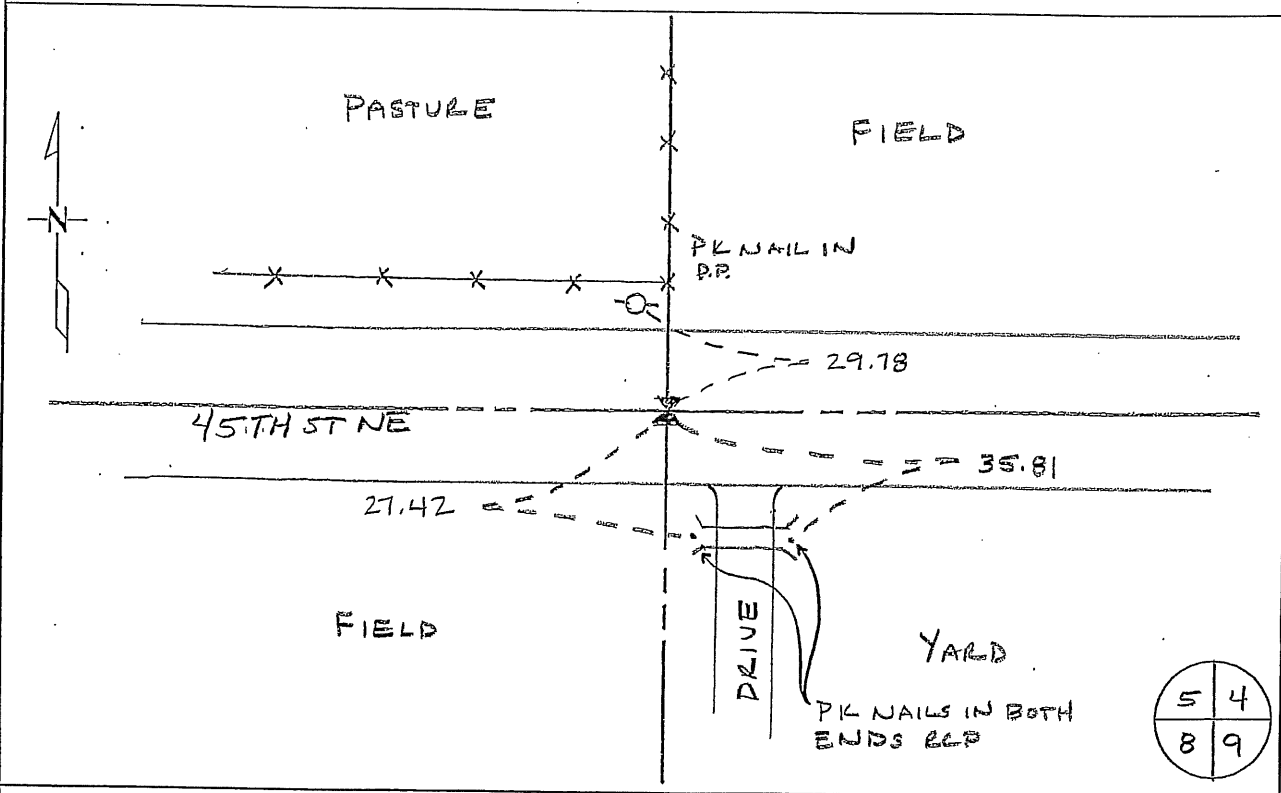 PASTURE
FIELD
N
PK NAIL IN
P.P.
29.78
45TH ST NE
35.81
27.42
FIELD
DRIVE
YARD
PK NAILS IN BOTH
ENDS RCP
5 4
8 9